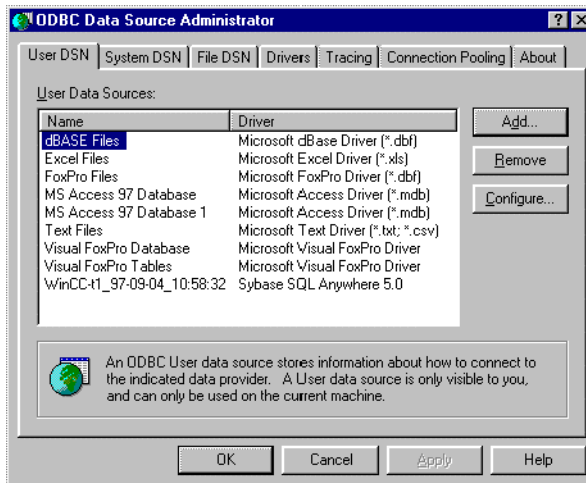 ODBC Data Source Administrator
User DSN System DSN File DSN Drivers Tracing Connection Pooling About
User Data Sources:
Name Driver
dBASE Files Microsoft dBase Driver (*.dbf)
Excel Files Microsoft Excel Driver (*.xls)
FoxPro Files Microsoft FoxPro Driver (*.dbf)
MS Access 97 Database Microsoft Access Driver (*.mdb)
MS Access 97 Database 1 Microsoft Access Driver (*.mdb)
Text Files Microsoft Text Driver (*.txt; *.csv)
Visual FoxPro Database Microsoft Visual FoxPro Driver
Visual FoxPro Tables Microsoft Visual FoxPro Driver
WinCC-t1_97-09-04_10:58:32 Sybase SQL Anywhere 5.0
Add...
Remove
Configure...
An ODBC User data source stores information about how to connect to
the indicated data provider. A User data source is only visible to you,
and can only be used on the current machine.
OK Cancel Apply Help